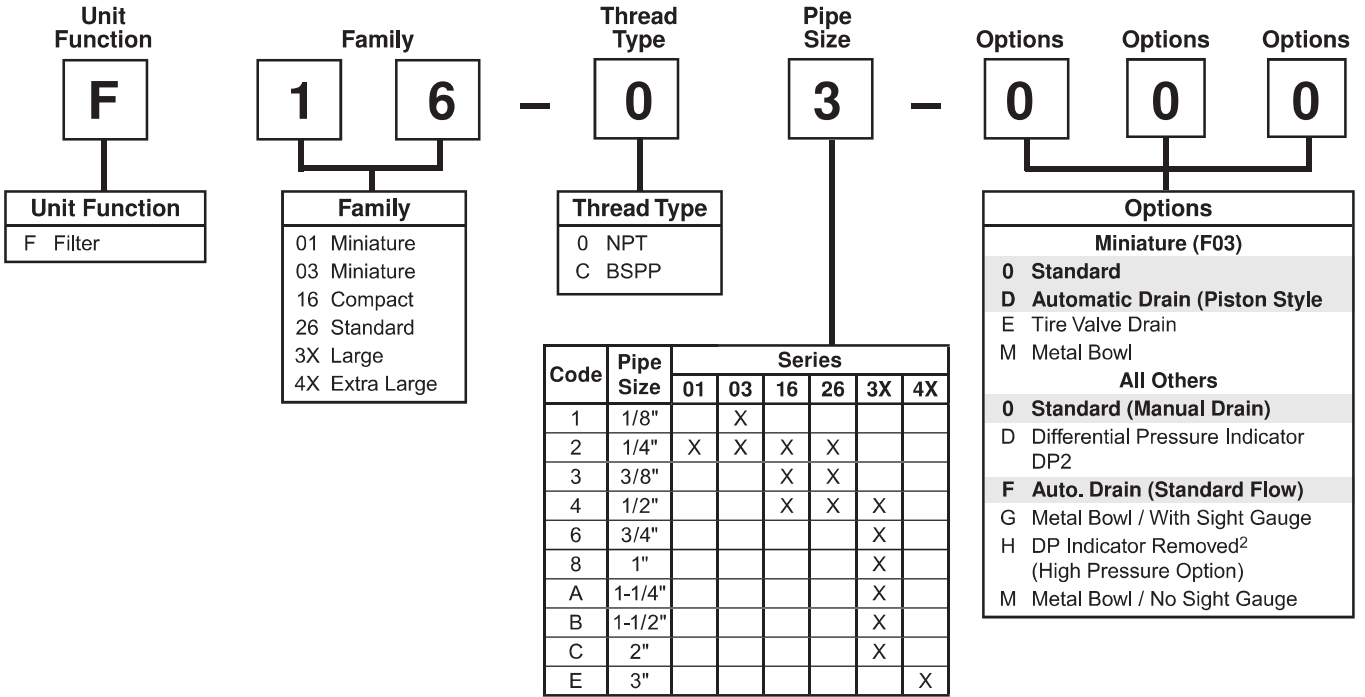 Unit Function
Family
Thread Type
Pipe Size
Options
Options
Options
F
1
6
–
0
3
–
0
0
0
Unit Function
F Filter
Family
01 Miniature
03 Miniature
16 Compact
26 Standard
3X Large
4X Extra Large
Thread Type
0 NPT
C BSPP
Code Pipe Size Series
01 03 16 26 3X 4X
1 1/8" X
2 1/4" X X X X
3 3/8" X X
4 1/2" X X X
6 3/4" X
8 1" X
A 1-1/4" X
B 1-1/2" X
C 2" X
E 3" X
Options
Miniature (F03)
0 Standard
D Automatic Drain (Piston Style
E Tire Valve Drain
M Metal Bowl
All Others
0 Standard (Manual Drain)
D Differential Pressure Indicator
DP2
F Auto. Drain (Standard Flow)
G Metal Bowl / With Sight Gauge
H DP Indicator Removed2
(High Pressure Option)
M Metal Bowl / No Sight Gauge